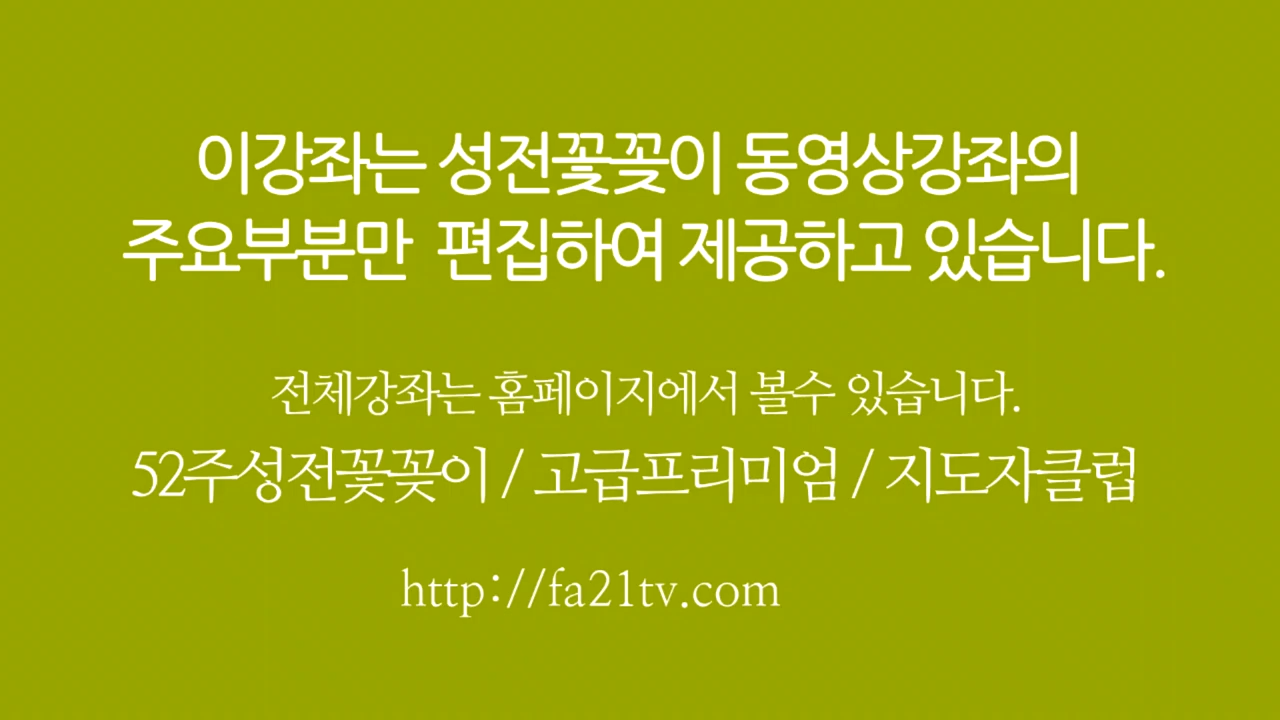 이강좌는 성전꽃꽂이 동영상강좌의
주요부분만 편집하여 제공하고 있습니다.
전체강좌는 홈페이지에서 볼수 있습니다.
52주성전꽃꽂이 / 고급프리미엄 / 지도자클럽
http://fa21tv.com